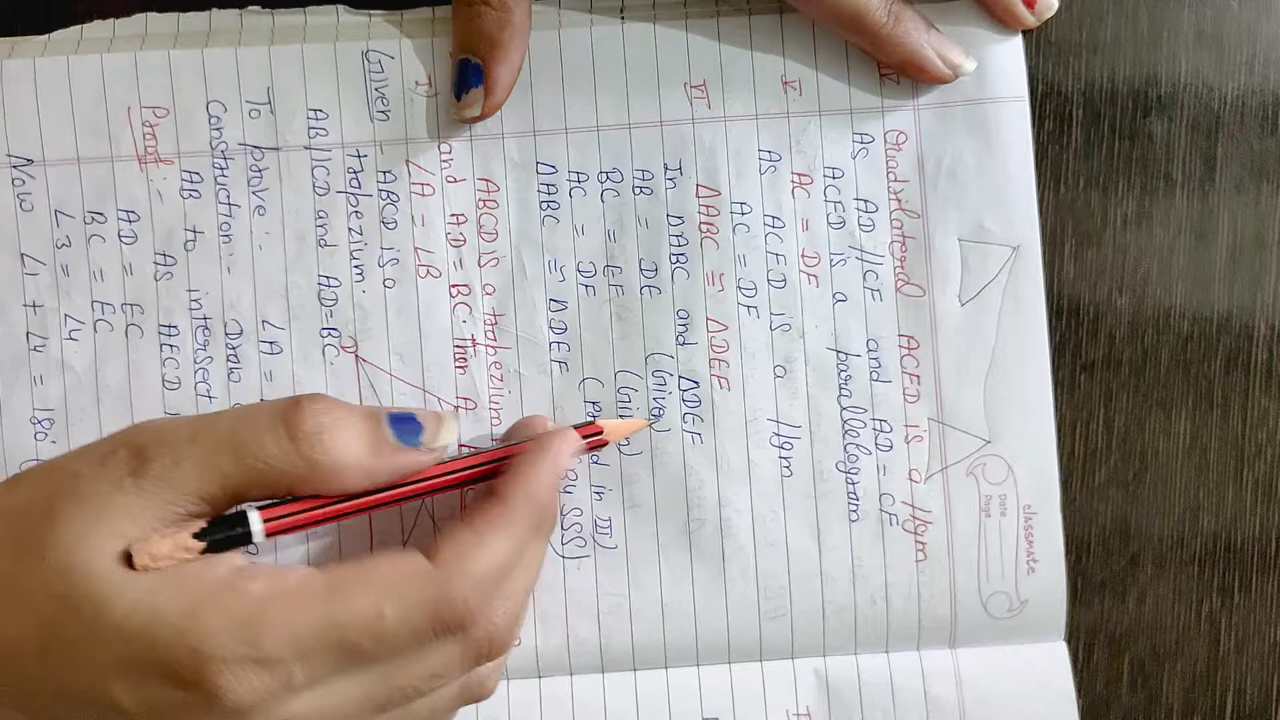 classmate
Date
Page
IV Quadrilateral ACFD is a ||gm
As AD // CF and AD = CF
ACFD is a parallelogram
V. AC = DF
As ACFD is a ||gm
AC = DF
VI ΔABC ≅ ΔDEF
In ΔABC and ΔDEF
AB = DE (Given)
BC = EF
AC = DF in III)
ΔABC ≅ ΔDEF (By SSS)
ABCD is a trapezium
and AD = BC. Then
I) ∠A = ∠B
Given - ABCD is a
trapezium. D
AB//CD and AD=BC.
To prove:- ∠A =
Construction:- Draw
AB to intersect
Proof:- As AECD
AD = EC
BC = EC
∠3 = ∠4
Now ∠1 + ∠4 = 180°